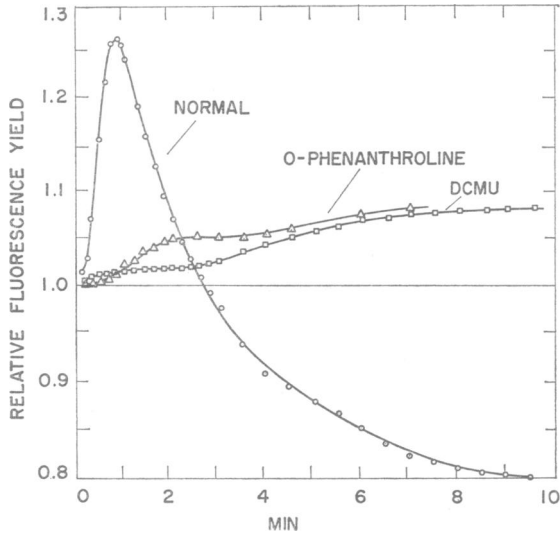 RELATIVE FLUORESCENCE YIELD
1.3
1.2
1.1
1.0
0.9
0.8
NORMAL
O-PHENANTHROLINE
DCMU
0
2
4
6
8
10
MIN